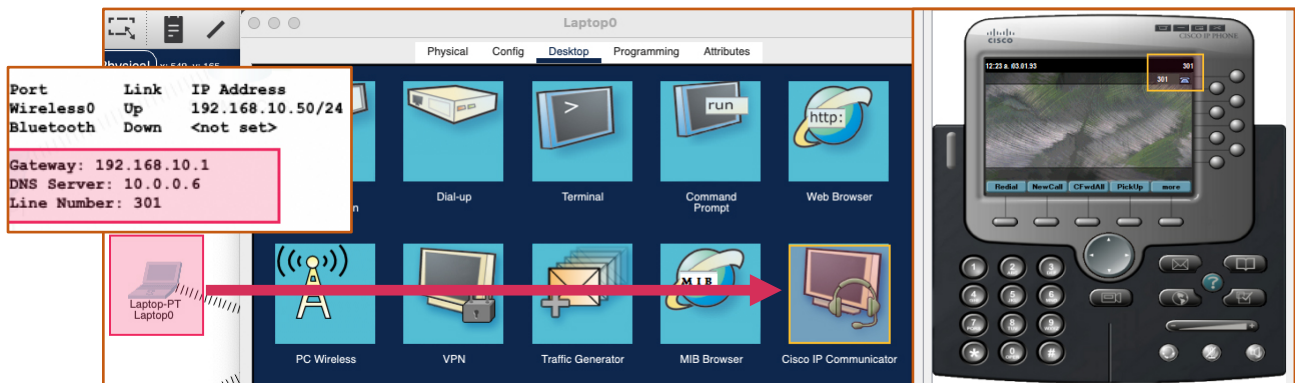 Laptop0
Physical Config Desktop Programming Attributes
Port Link IP Address
Wireless0 Up 192.168.10.50/24
Bluetooth Down <not set>
Gateway: 192.168.10.1
DNS Server: 10.0.0.6
Line Number: 301
Laptop-PT
Laptop0
run
http:
Dial-up
Terminal
Command
Prompt
Web Browser
MIB
PC Wireless
VPN
Traffic Generator
MIB Browser
Cisco IP Communicator
CISCO
CISCO IP PHONE
12:23 a. /03.01.93 301
301
Redial NewCall CFwdAll PickUp more
1 2 3
4 5 6
7 8 9
* 0 #
?